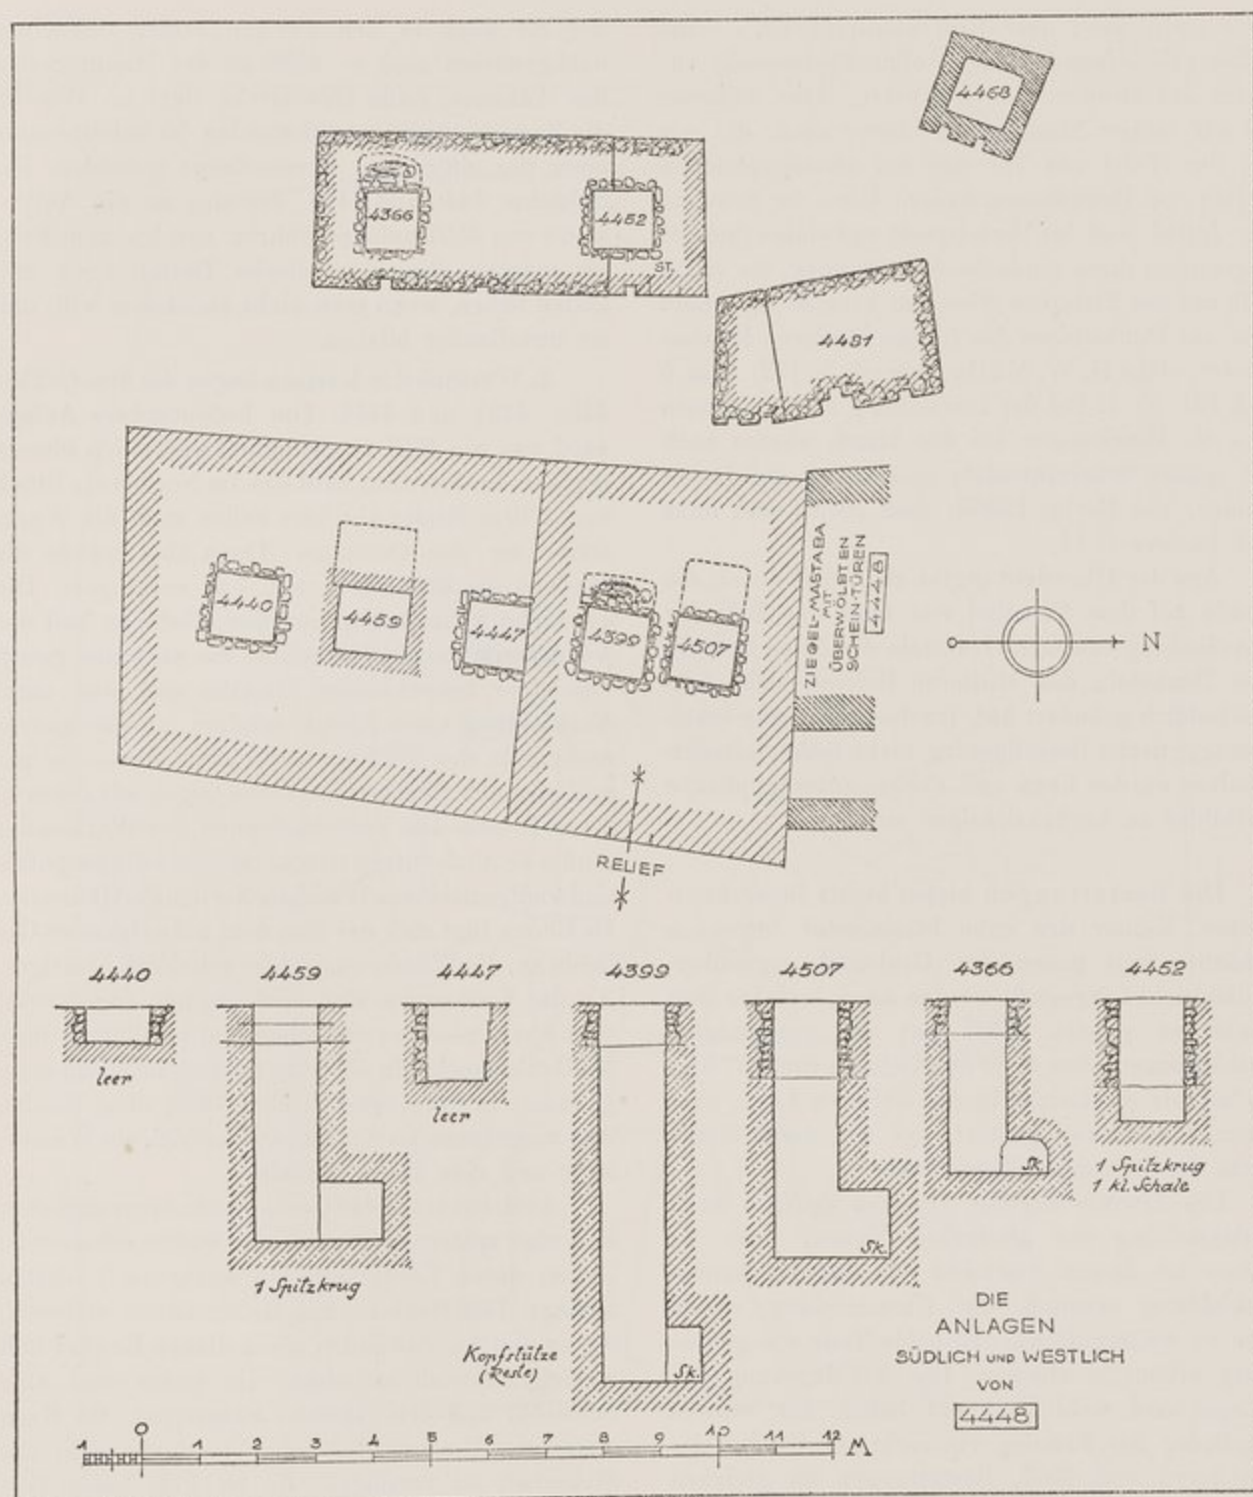 4468
4366
4452
ST.
4481
4440
4459
4447
4399
4507
ZIEGEL-MASTABA
MIT
ÜBERWÖLBTEN
SCHEIN-TÜREN
4448
N
RELIEF
4440
4459
4447
4399
4507
4366
4452
leer
1 Spitzkrug
leer
Kopfstütze
(Reste)
Sk.
Sk.
Sk.
1 Spitzkrug
1 kl. Schale
DIE
ANLAGEN
SÜDLICH UND WESTLICH
VON
4448
1 0 1 2 3 4 5 6 7 8 9 10 11 12 M